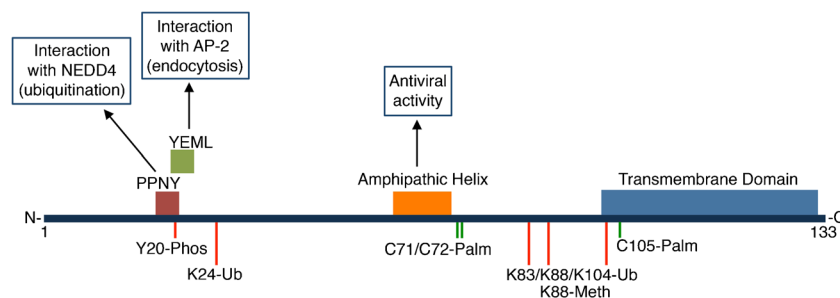 Interaction
with NEDD4
(ubiquitination)
Interaction
with AP-2
(endocytosis)
Antiviral
activity
YEML
PPNY
Amphipathic Helix
Transmembrane Domain
N-
-C
1
133
Y20-Phos
K24-Ub
C71/C72-Palm
C105-Palm
K83/K88/K104-Ub
K88-Meth